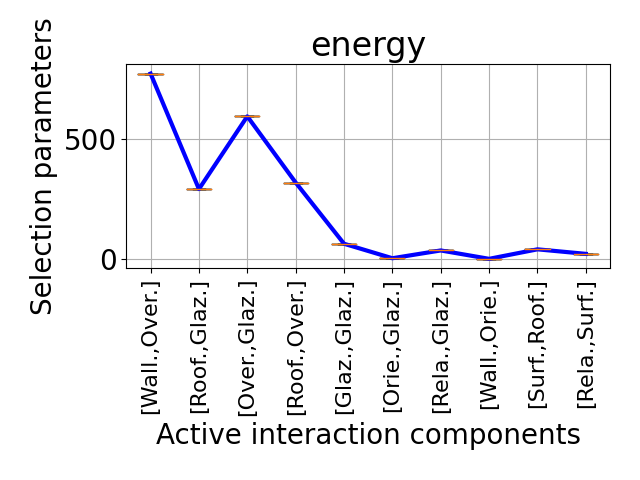 energy
Selection parameters
500
0
[Wall.,Over.]
[Roof.,Glaz.]
[Over.,Glaz.]
[Roof.,Over.]
[Glaz.,Glaz.]
[Orie.,Glaz.]
[Rela.,Glaz.]
[Wall.,Orie.]
[Surf.,Roof.]
[Rela.,Surf.]
Active interaction components